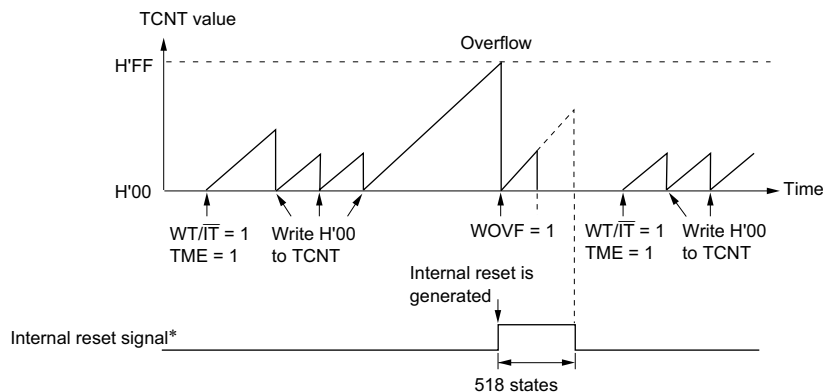 TCNT value
Overflow
H'FF
H'00
Time
WT/IT = 1
TME = 1
Write H'00
to TCNT
WOVF = 1
WT/IT = 1
TME = 1
Write H'00
to TCNT
Internal reset is
generated
Internal reset signal*
518 states